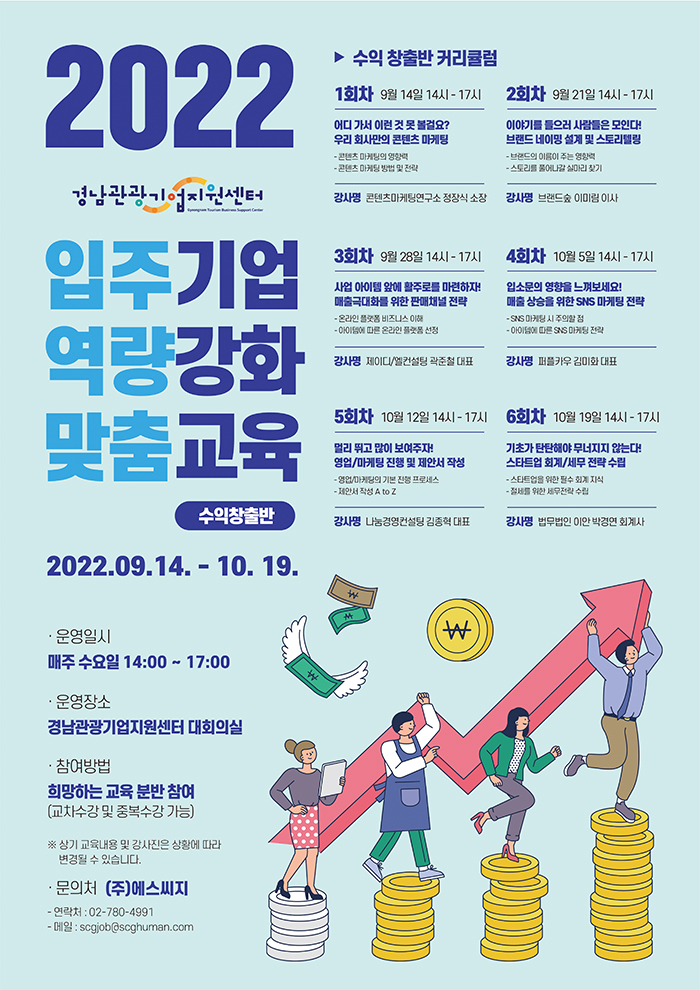 2022
경남관광기업지원센터
Gyeongnam Tourism Business Support Center
입주기업
역량강화
맞춤교육
수익창출반
2022.09.14. - 10. 19.
· 운영일시
매주 수요일 14:00 ~ 17:00
· 운영장소
경남관광기업지원센터 대회의실
· 참여방법
희망하는 교육 분반 참여
(교차수강 및 중복수강 가능)
※ 상기 교육내용 및 강사진은 상황에 따라
변경될 수 있습니다.
· 문의처 (주)에스씨지
- 연락처 : 02-780-4991
- 메일 : scgjob@scghuman.com
▶ 수익 창출반 커리큘럼
1회차 9월 14일 14시 - 17시
어디 가서 이런 것 못 볼걸요?
우리 회사만의 콘텐츠 마케팅
- 콘텐츠 마케팅의 영향력
- 콘텐츠 마케팅 방법 및 전략
강사명 콘텐츠마케팅연구소 정장식 소장
2회차 9월 21일 14시 - 17시
이야기를 들으러 사람들은 모인다!
브랜드 네이밍 설계 및 스토리텔링
- 브랜드의 이름이 주는 영향력
- 스토리를 풀어나갈 실마리 찾기
강사명 브랜드숲 이미림 이사
3회차 9월 28일 14시 - 17시
사업 아이템 앞에 활주로를 마련하자!
매출극대화를 위한 판매채널 전략
- 온라인 플랫폼 비즈니스 이해
- 아이템에 따른 온라인 플랫폼 선정
강사명 제이디/엘컨설팅 곽준철 대표
4회차 10월 5일 14시 - 17시
입소문의 영향을 느껴보세요!
매출 상승을 위한 SNS 마케팅 전략
- SNS 마케팅 시 주의할 점
- 아이템에 따른 SNS 마케팅 전략
강사명 퍼플카우 김미화 대표
5회차 10월 12일 14시 - 17시
멀리 뛰고 많이 보여주자!
영업/마케팅 진행 및 제안서 작성
- 영업/마케팅의 기본 진행 프로세스
- 제안서 작성 A to Z
강사명 나눔경영컨설팅 김종혁 대표
6회차 10월 19일 14시 - 17시
기초가 탄탄해야 무너지지 않는다!
스타트업 회계/세무 전략 수립
- 스타트업을 위한 필수 회계 지식
- 절세를 위한 세무전략 수립
강사명 법무법인 이안 박경연 회계사
₩
₩
₩
₩